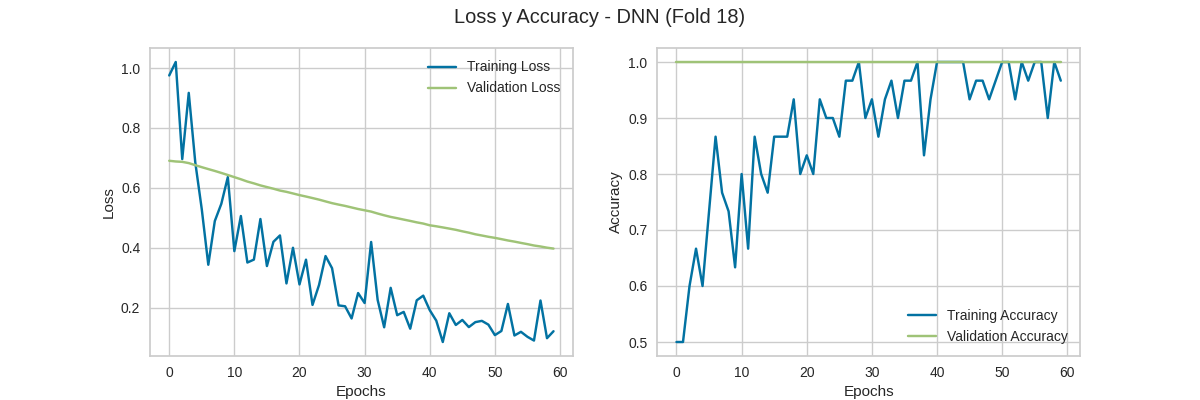 Loss y Accuracy - DNN (Fold 18)
Training Loss
Validation Loss
1.0
0.8
0.6
0.4
0.2
Loss
0 10 20 30 40 50 60
Epochs
1.0
0.9
0.8
0.7
0.6
0.5
Accuracy
Training Accuracy
Validation Accuracy
0 10 20 30 40 50 60
Epochs